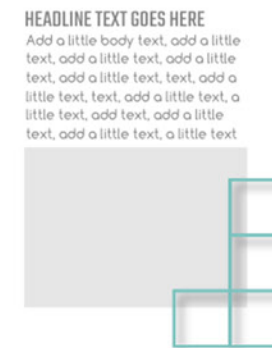 HEADLINE TEXT GOES HERE
Add a little body text, add a little
text, add a little text, add a little
text, add a little text, text, add a
little text, text, add a little text, a
little text, add text, add a little
text, add a little text, a little text